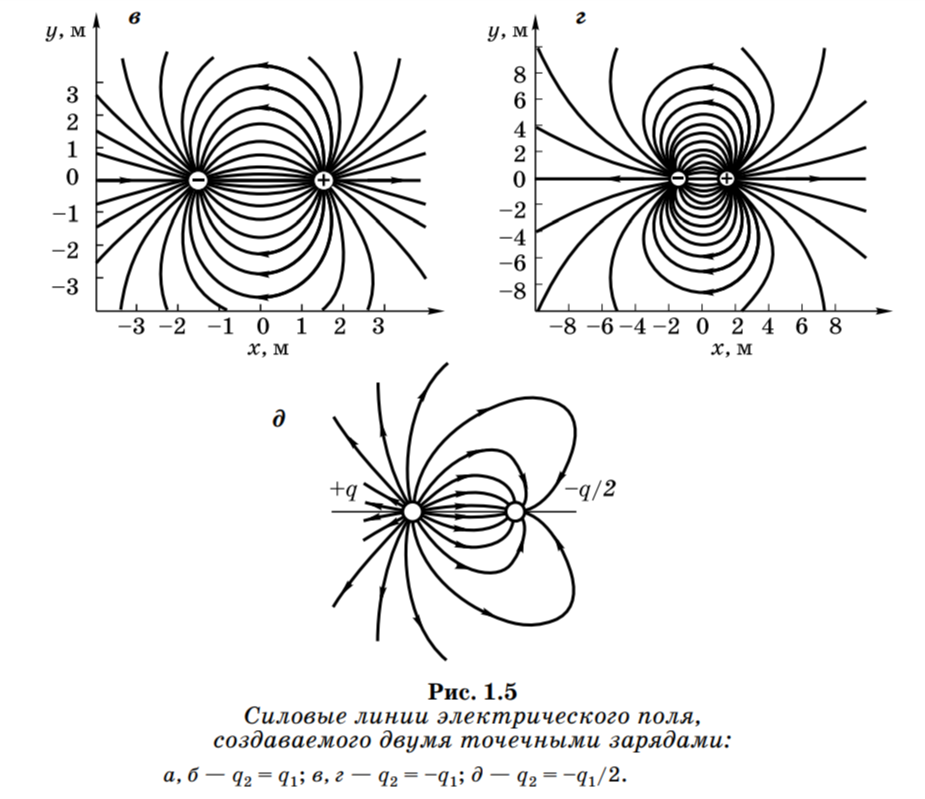 в
y, м
3
2
1
0
−1
−2
−3
−3 −2 −1 0 1 2 3
x, м
− +
г
y, м
8
6
4
2
0
−2
−4
−6
−8
−8 −6 −4 −2 0 2 4 6 8
x, м
− +
д
+q −q/2
Рис. 1.5
Силовые линии электрического поля,
создаваемого двумя точечными зарядами:
а, б — q₂ = q₁; в, г — q₂ = −q₁; д — q₂ = −q₁/2.